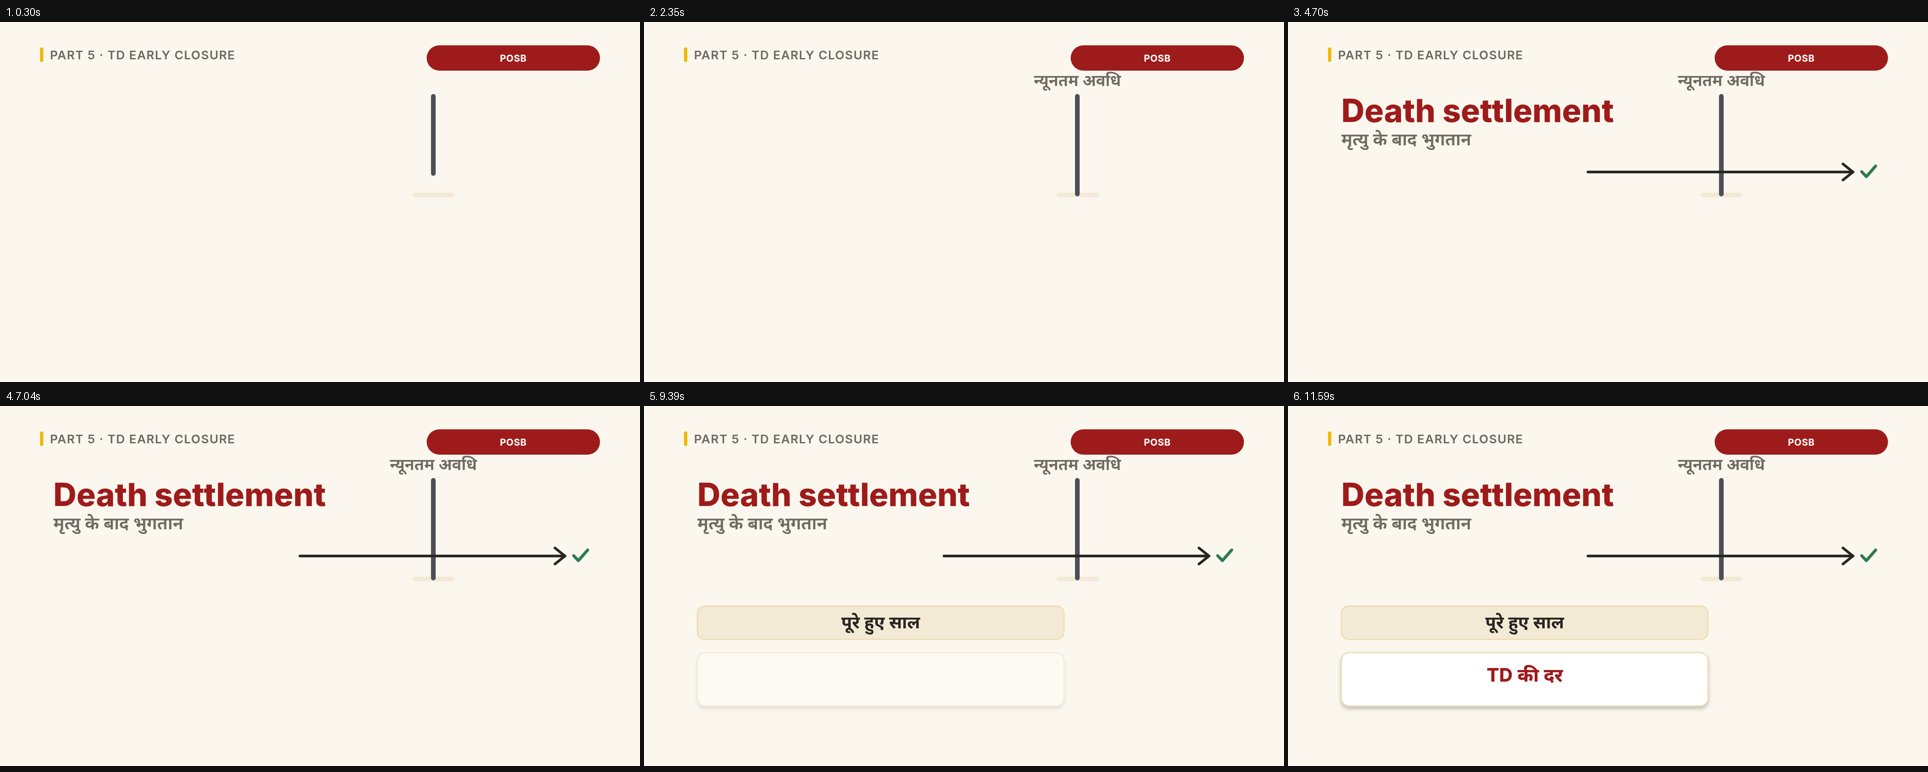 1. 0.30s
PART 5 · TD EARLY CLOSURE
POSB
2. 2.35s
PART 5 · TD EARLY CLOSURE
POSB
न्यूनतम अवधि
3. 4.70s
PART 5 · TD EARLY CLOSURE
POSB
न्यूनतम अवधि
Death settlement
मृत्यु के बाद भुगतान
4. 7.04s
PART 5 · TD EARLY CLOSURE
POSB
न्यूनतम अवधि
Death settlement
मृत्यु के बाद भुगतान
5. 9.39s
PART 5 · TD EARLY CLOSURE
POSB
न्यूनतम अवधि
Death settlement
मृत्यु के बाद भुगतान
पूरे हुए साल
6. 11.59s
PART 5 · TD EARLY CLOSURE
POSB
न्यूनतम अवधि
Death settlement
मृत्यु के बाद भुगतान
पूरे हुए साल
TD की दर